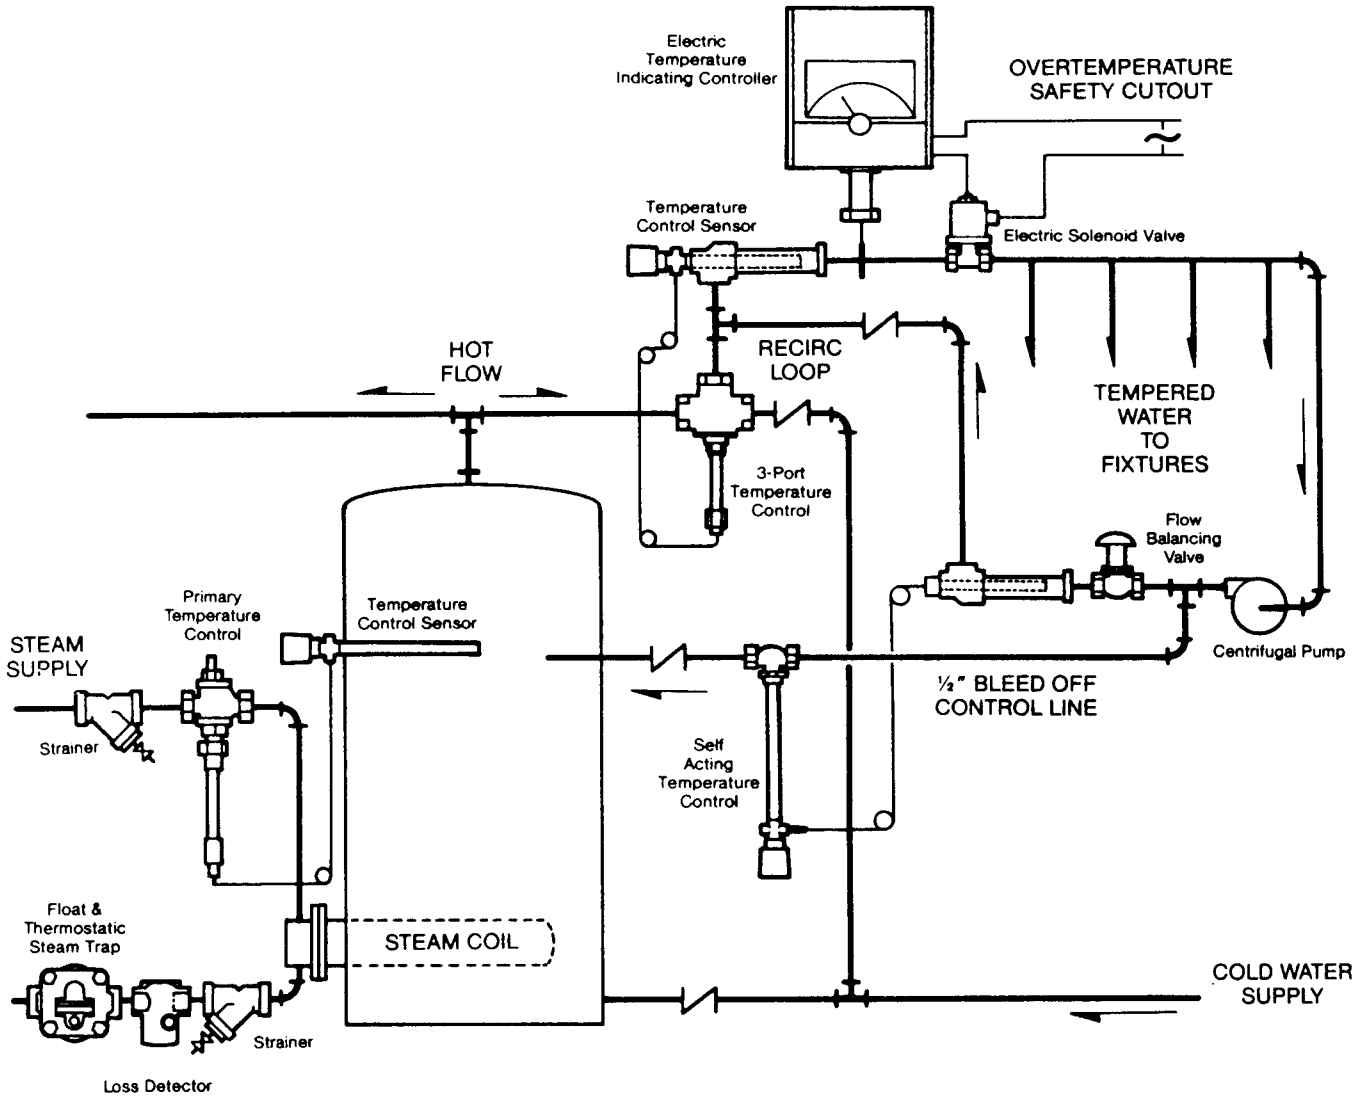 Electric
Temperature
Indicating Controller
OVERTEMPERATURE
SAFETY CUTOUT
Temperature
Control Sensor
Electric Solenoid Valve
HOT
FLOW
RECIRC
LOOP
TEMPERED
WATER
TO
FIXTURES
3-Port
Temperature
Control
Flow
Balancing
Valve
Primary
Temperature
Control
Temperature
Control Sensor
STEAM
SUPPLY
Centrifugal Pump
½" BLEED OFF
CONTROL LINE
Strainer
Self
Acting
Temperature
Control
Float &
Thermostatic
Steam Trap
STEAM COIL
COLD WATER
SUPPLY
Strainer
Loss Detector